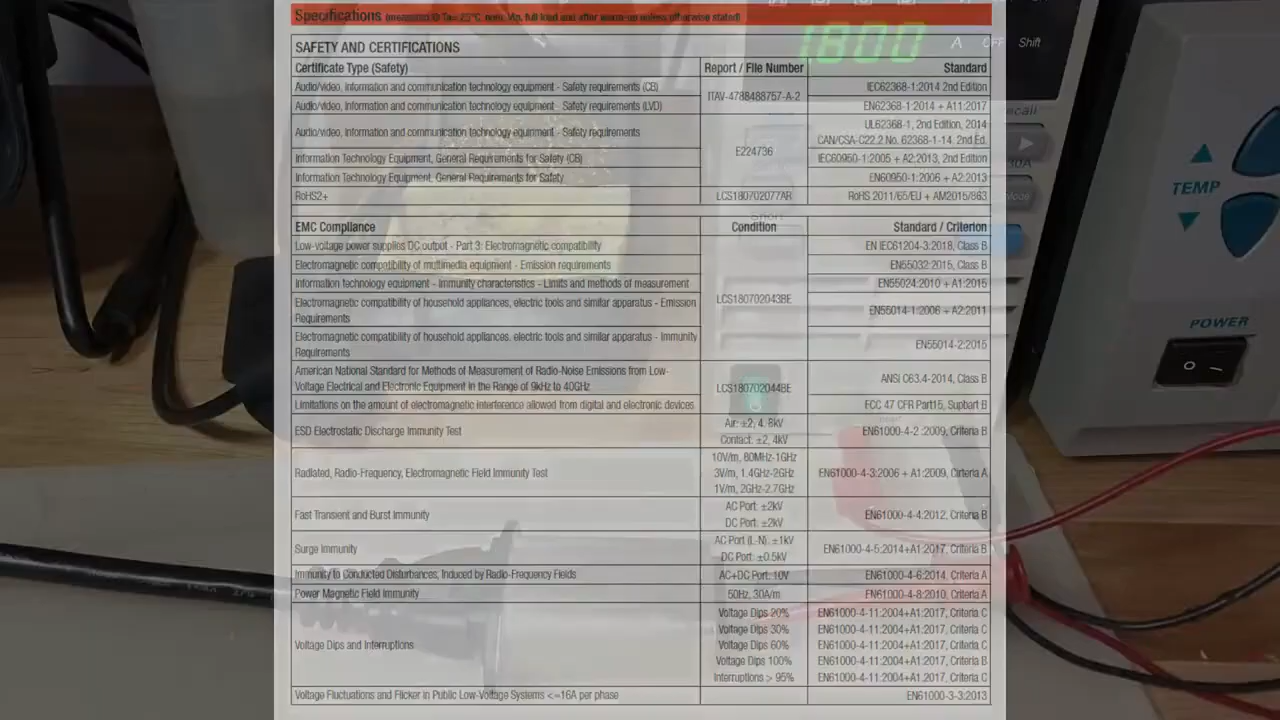 Specifications (measured @ Ta= 25°C, nom. Vin, full load and after warm-up unless otherwise stated)
SAFETY AND CERTIFICATIONS
Certificate Type (Safety) Report / File Number Standard
Audio/video, information and communication technology equipment - Safety requirements (CB) ITAV-4788488757-A-2 IEC62368-1:2014 2nd Edition
Audio/video, information and communication technology equipment - Safety requirements (LVD) EN62368-1:2014 + A11:2017
Audio/video, information and communication technology equipment - Safety requirements E224736 UL62368-1, 2nd Edition, 2014
CAN/CSA-C22.2 No. 62368-1-14, 2nd Ed.
Information Technology Equipment, General Requirements for Safety (CB) IEC60950-1:2005 + A2:2013, 2nd Edition
Information Technology Equipment, General Requirements for Safety EN60950-1:2006 + A2:2013
RoHS2+ LCS180702077AR RoHS 2011/65/EU + AM2015/863
EMC Compliance Condition Standard / Criterion
Low-voltage power supplies DC output - Part 3: Electromagnetic compatibility EN IEC61204-3:2018, Class B
Electromagnetic compatibility of multimedia equipment - Emission requirements EN55032:2015, Class B
Information technology equipment - Immunity characteristics - Limits and methods of measurement LCS180702043BE EN55024:2010 + A1:2015
Electromagnetic compatibility of household appliances, electric tools and similar apparatus - Emission
Requirements EN55014-1:2006 + A2:2011
Electromagnetic compatibility of household appliances, electric tools and similar apparatus - Immunity
Requirements EN55014-2:2015
American National Standard for Methods of Measurement of Radio-Noise Emissions from Low-
Voltage Electrical and Electronic Equipment in the Range of 9kHz to 40GHz LCS180702044BE ANSI C63.4-2014, Class B
Limitations on the amount of electromagnetic interference allowed from digital and electronic devices FCC 47 CFR Part15, Subpart B
ESD Electrostatic Discharge Immunity Test Air: ±2, 4, 8kV
Contact: ±2, 4kV EN61000-4-2 :2009, Criteria B
Radiated, Radio-Frequency, Electromagnetic Field Immunity Test 10V/m, 80MHz-1GHz
3V/m, 1.4GHz-2GHz EN61000-4-3:2006 + A1:2009, Criteria A
1V/m, 2GHz-2.7GHz
Fast Transient and Burst Immunity AC Port: ±2kV
DC Port: ±2kV EN61000-4-4:2012, Criteria B
Surge Immunity AC Port (L-N): ±1kV
DC Port: ±0.5kV EN61000-4-5:2014+A1:2017, Criteria B
Immunity to Conducted Disturbances, Induced by Radio-Frequency Fields AC+DC Port: 10V EN61000-4-6:2014, Criteria A
Power Magnetic Field Immunity 50Hz, 30A/m EN61000-4-8:2010, Criteria A
Voltage Dips and Interruptions Voltage Dips 20% EN61000-4-11:2004+A1:2017, Criteria C
Voltage Dips 30% EN61000-4-11:2004+A1:2017, Criteria C
Voltage Dips 60% EN61000-4-11:2004+A1:2017, Criteria C
Voltage Dips 100% EN61000-4-11:2004+A1:2017, Criteria B
Interruptions > 95% EN61000-4-11:2004+A1:2017, Criteria C
Voltage Fluctuations and Flicker in Public Low-Voltage Systems <=16A per phase EN61000-3-3:2013
1.800 A OFF Shift
TEMP
POWER